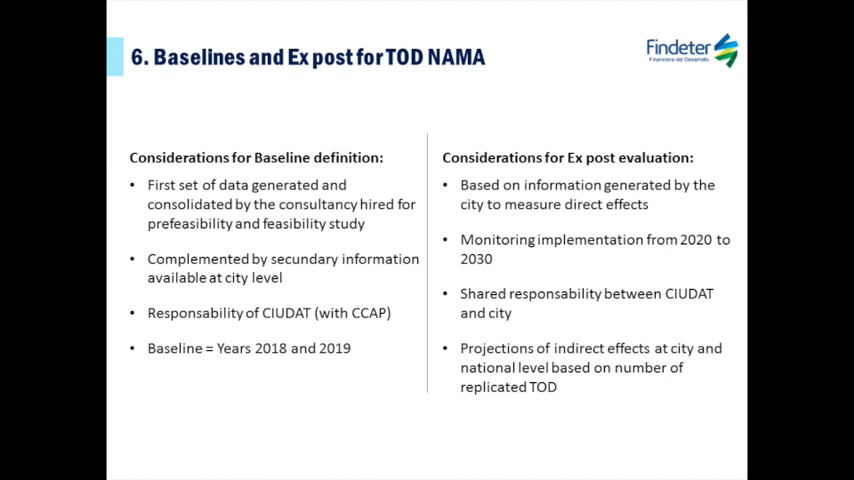 6. Baselines and Ex post for TOD NAMA
Findeter
Financiera del Desarrollo
Considerations for Baseline definition:
• First set of data generated and
consolidated by the consultancy hired for
prefeasibility and feasibility study
• Complemented by secundary information
available at city level
• Responsability of CIUDAT (with CCAP)
• Baseline = Years 2018 and 2019
Considerations for Ex post evaluation:
• Based on information generated by the
city to measure direct effects
• Monitoring implementation from 2020 to
2030
• Shared responsability between CIUDAT
and city
• Projections of indirect effects at city and
national level based on number of
replicated TOD